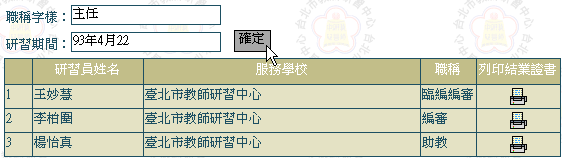 職稱字樣：主任
研習期間：93年4月22 確定
研習員姓名 服務學校 職稱 列印結業證書
1 王妙慧 臺北市教師研習中心 臨編編審
2 李柏圍 臺北市教師研習中心 編審
3 楊怡真 臺北市教師研習中心 助教